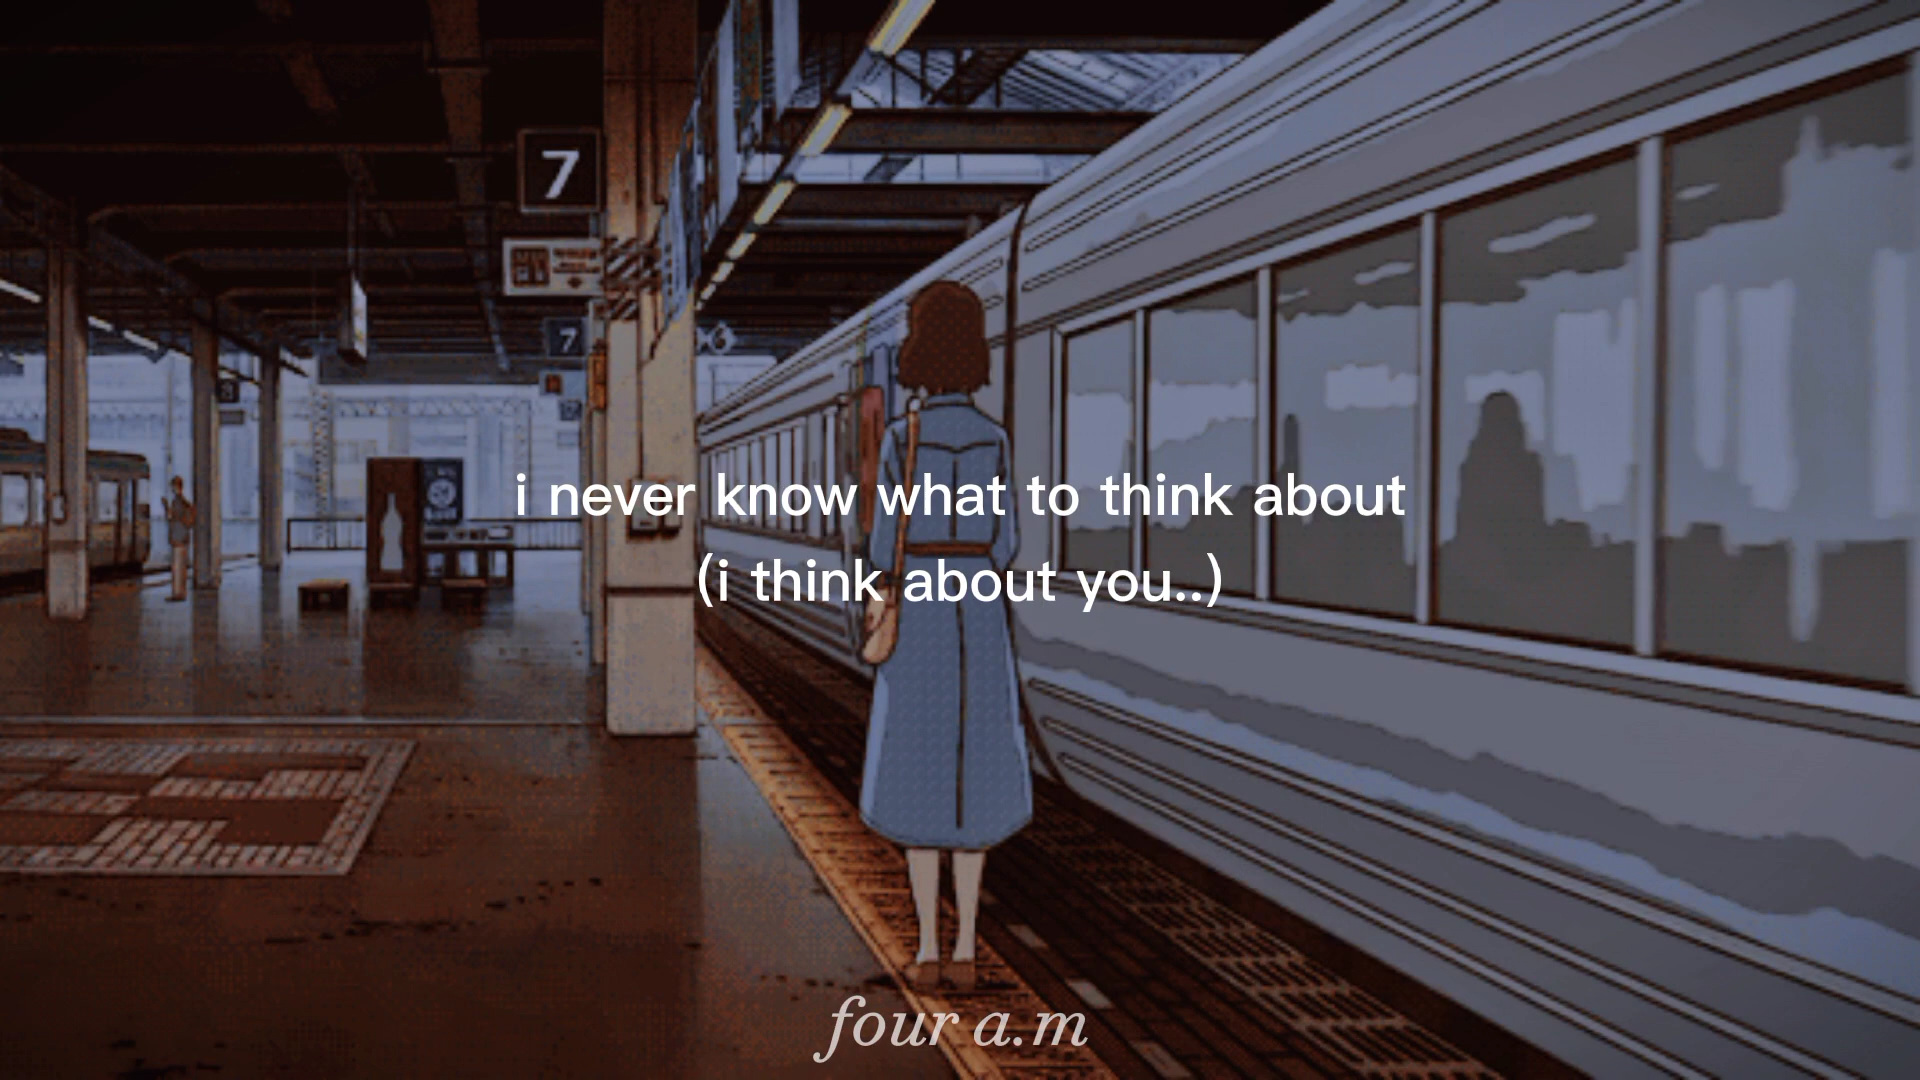 7
7
i never know what to think about
(i think about you..)
four a.m